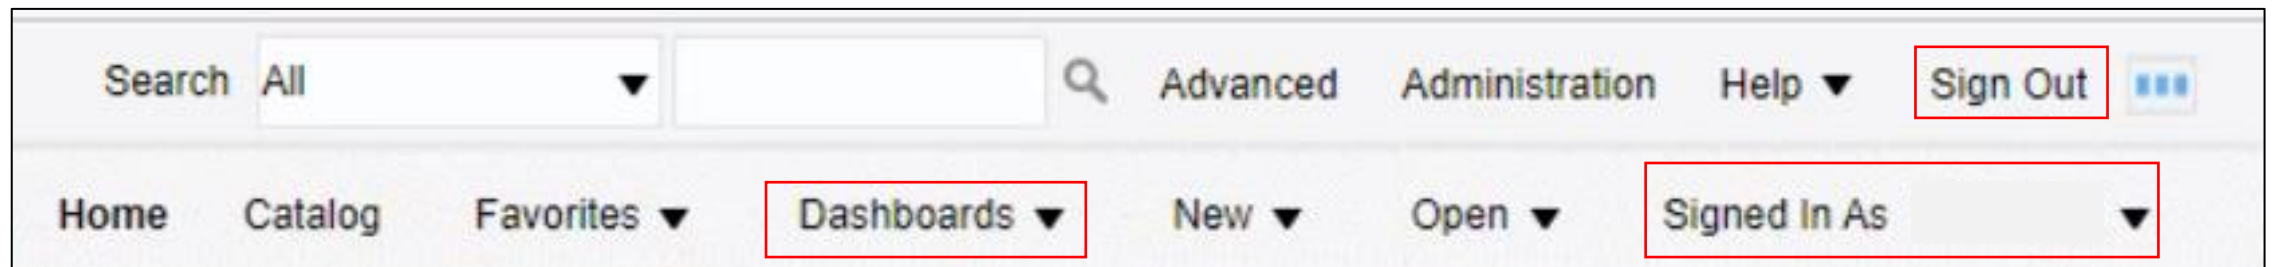 Search All Advanced Administration Help Sign Out
Home Catalog Favorites Dashboards New Open Signed In As